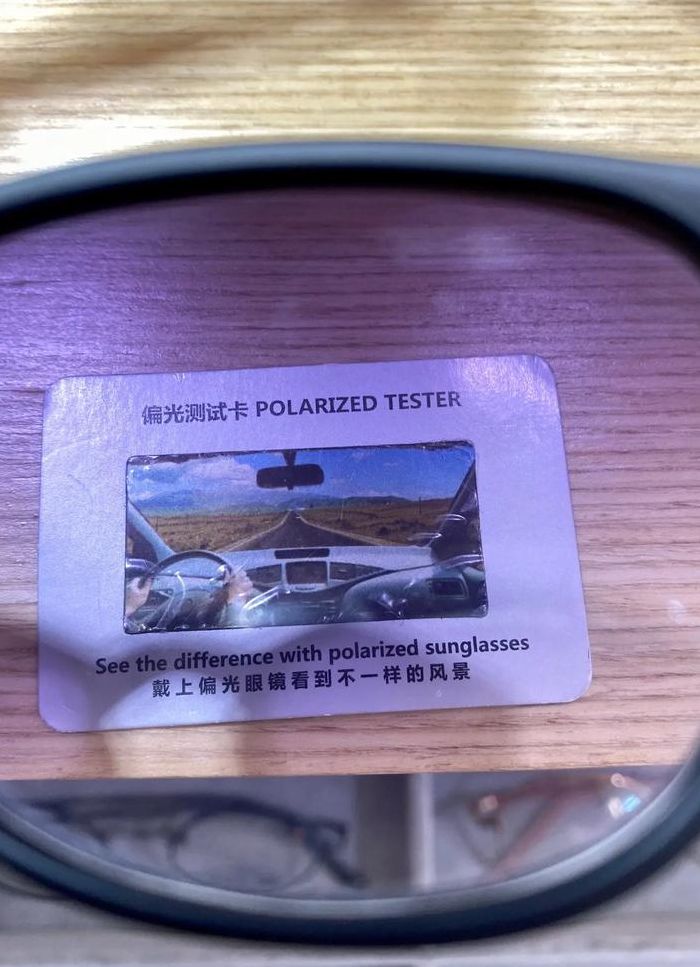 偏光测试卡 POLARIZED TESTER
See the difference with polarized sunglasses
戴上偏光眼镜看到不一样的风景